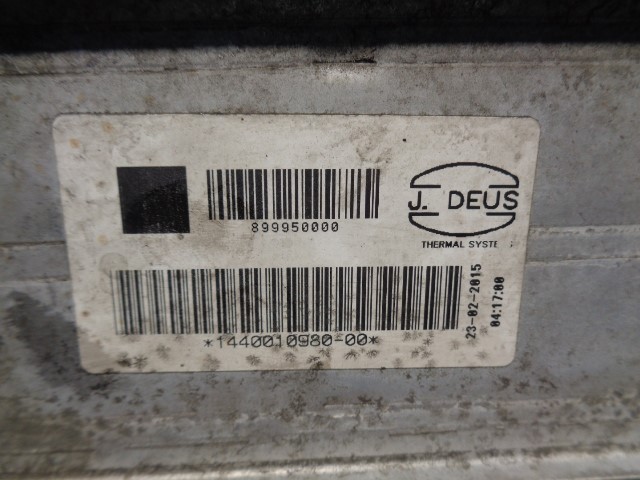 899950000
J. DEUS
THERMAL SYSTE
*1440010980-00*
23-02-2015
04:17:00